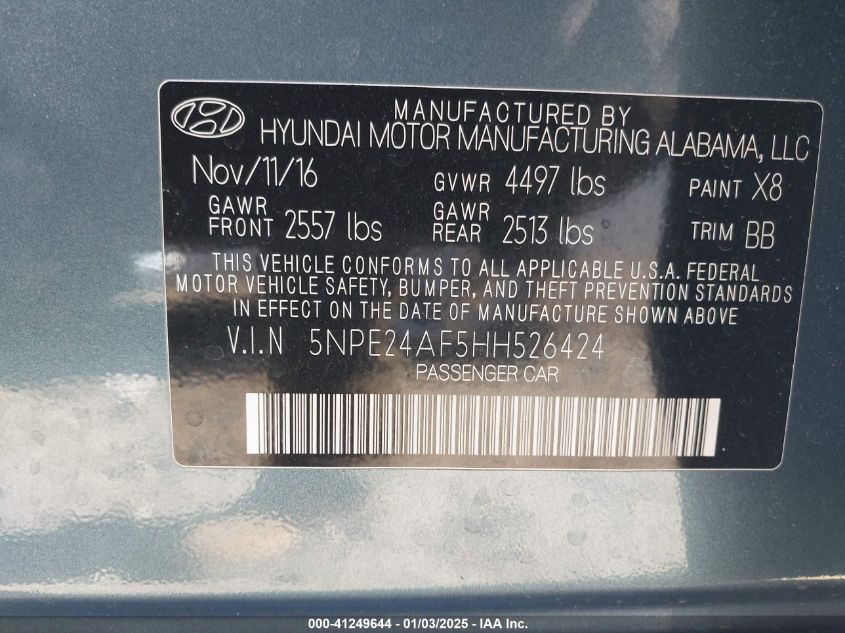 MANUFACTURED BY
HYUNDAI MOTOR MANUFACTURING ALABAMA, LLC
Nov/11/16 GVWR 4497 lbs PAINT X8
GAWR FRONT 2557 lbs GAWR REAR 2513 lbs TRIM BB
THIS VEHICLE CONFORMS TO ALL APPLICABLE U.S.A. FEDERAL
MOTOR VEHICLE SAFETY, BUMPER, AND THEFT PREVENTION STANDARDS
IN EFFECT ON THE DATE OF MANUFACTURE SHOWN ABOVE
V.I.N 5NPE24AF5HH526424
PASSENGER CAR
000-41249644 — 01/03/2025 — IAA Inc.